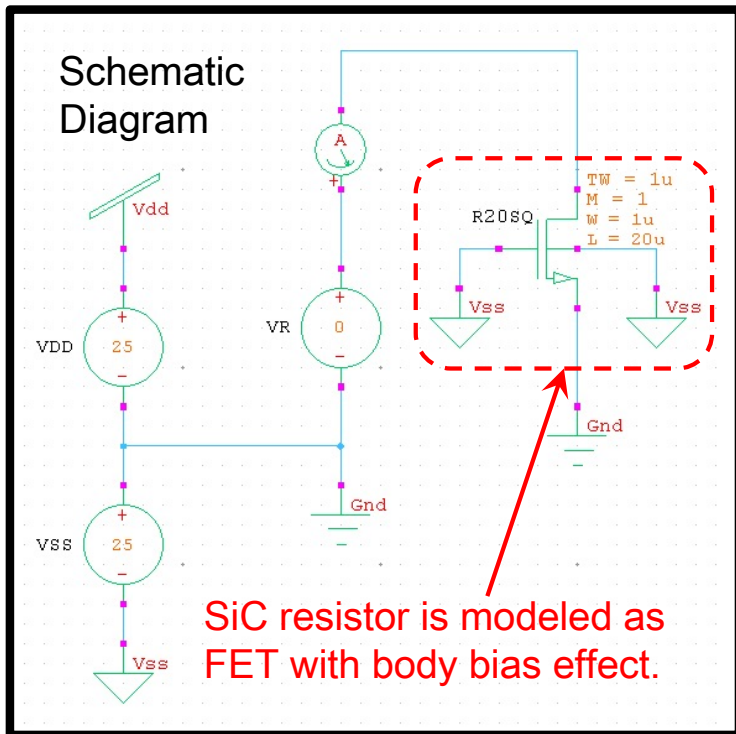 Schematic
Diagram
A
+
Vdd
TW = 1u
M = 1
W = 1u
L = 20u
R20SQ
Vss
Vss
+
VDD
25
−
+
VR
0
−
Gnd
Gnd
+
VSS
25
−
Vss
SiC resistor is modeled as
FET with body bias effect.